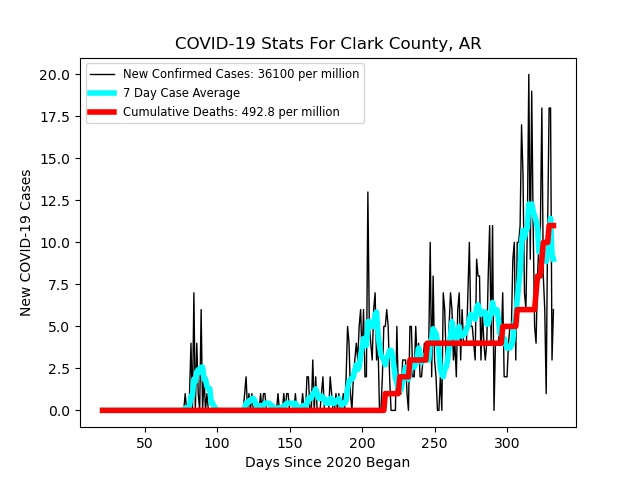 COVID-19 Stats For Clark County, AR
New Confirmed Cases: 36100 per million
7 Day Case Average
Cumulative Deaths: 492.8 per million
New COVID-19 Cases
20.0
17.5
15.0
12.5
10.0
7.5
5.0
2.5
0.0
50 100 150 200 250 300
Days Since 2020 Began